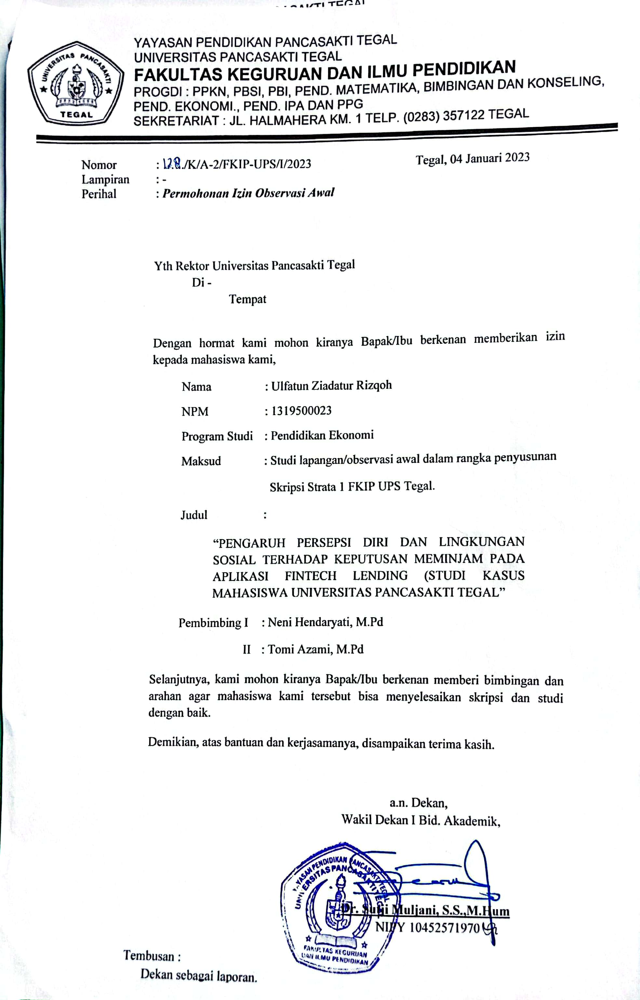 UNIVERSITAS PANCASAKTI
TEGAL
YAYASAN PENDIDIKAN PANCASAKTI TEGAL
UNIVERSITAS PANCASAKTI TEGAL
FAKULTAS KEGURUAN DAN ILMU PENDIDIKAN
PROGDI : PPKN, PBSI, PBI, PEND. MATEMATIKA, BIMBINGAN DAN KONSELING,
PEND. EKONOMI., PEND. IPA DAN PPG
SEKRETARIAT : JL. HALMAHERA KM. 1 TELP. (0283) 357122 TEGAL
Nomor : 128./K/A-2/FKIP-UPS/I/2023
Tegal, 04 Januari 2023
Lampiran : -
Perihal : Permohonan Izin Observasi Awal
Yth Rektor Universitas Pancasakti Tegal
Di -
Tempat
Dengan hormat kami mohon kiranya Bapak/Ibu berkenan memberikan izin
kepada mahasiswa kami,
Nama : Ulfatun Ziadatur Rizqoh
NPM : 1319500023
Program Studi : Pendidikan Ekonomi
Maksud : Studi lapangan/observasi awal dalam rangka penyusunan
Skripsi Strata 1 FKIP UPS Tegal.
Judul :
“PENGARUH PERSEPSI DIRI DAN LINGKUNGAN
SOSIAL TERHADAP KEPUTUSAN MEMINJAM PADA
APLIKASI FINTECH LENDING (STUDI KASUS
MAHASISWA UNIVERSITAS PANCASAKTI TEGAL”
Pembimbing I : Neni Hendaryati, M.Pd
II : Tomi Azami, M.Pd
Selanjutnya, kami mohon kiranya Bapak/Ibu berkenan memberi bimbingan dan
arahan agar mahasiswa kami tersebut bisa menyelesaikan skripsi dan studi
dengan baik.
Demikian, atas bantuan dan kerjasamanya, disampaikan terima kasih.
a.n. Dekan,
Wakil Dekan I Bid. Akademik,
YAYASAN PENDIDIKAN PANCASAKTI TEGAL
UNIVERSITAS PANCASAKTI TEGAL
FAKULTAS KEGURUAN
DAN ILMU PENDIDIKAN
Dr. Sutji Muljani, S.S.,M.Hum
NIPY 10452571970
Tembusan :
Dekan sebagai laporan.